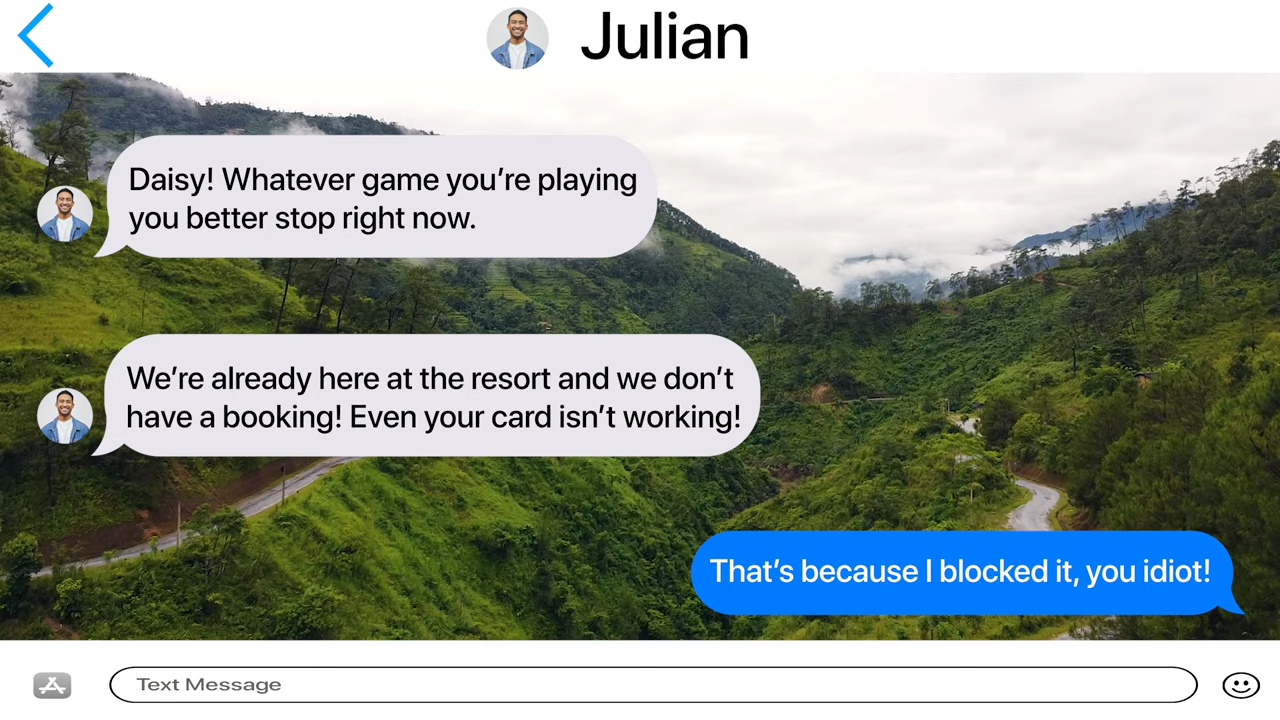 Julian
Daisy! Whatever game you’re playing
you better stop right now.
We’re already here at the resort and we don’t
have a booking! Even your card isn’t working!
That’s because I blocked it, you idiot!
Text Message